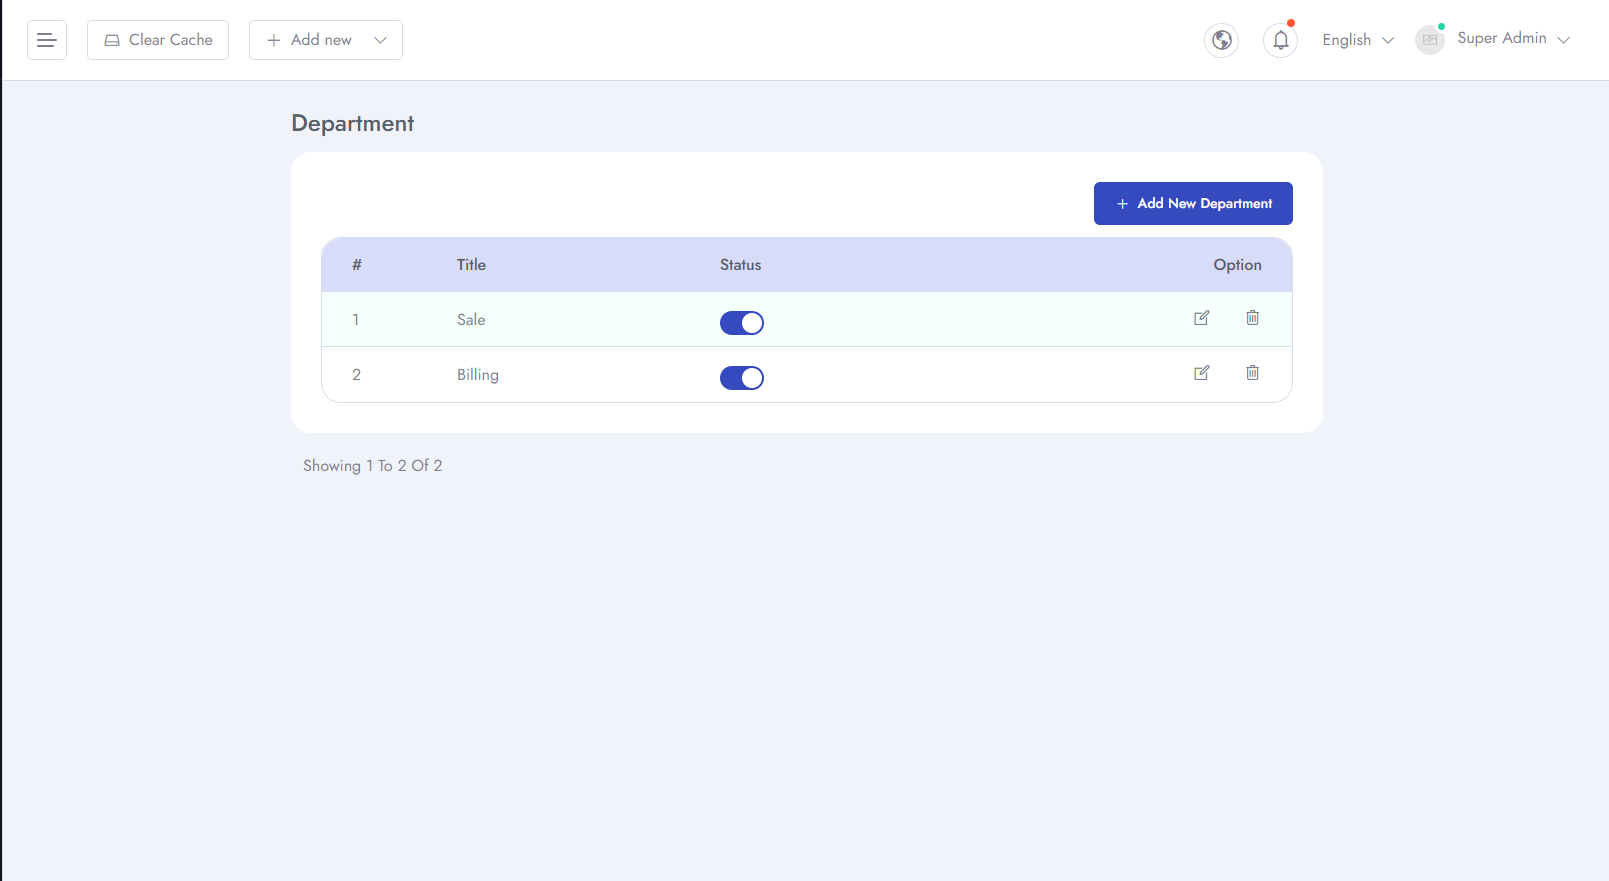 Clear Cache
Add new
English
Super Admin
Department
Add New Department
# Title Status Option
1 Sale
2 Billing
Showing 1 To 2 Of 2